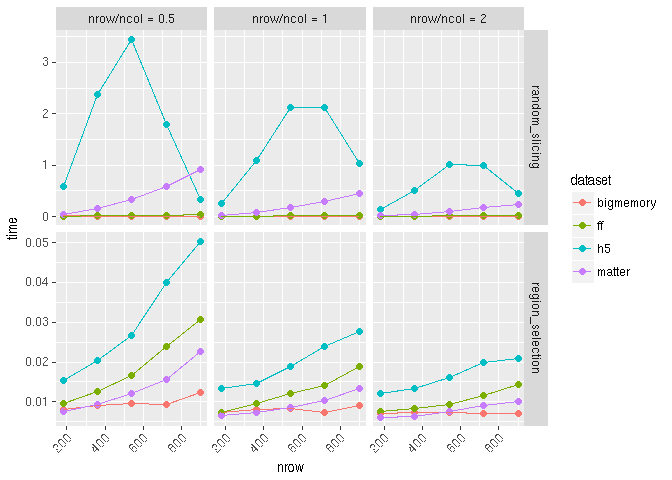 nrow/ncol = 0.5
nrow/ncol = 1
nrow/ncol = 2
3
2
1
0
random_slicing
0.05
0.04
0.03
0.02
0.01
region_selection
time
200
400
600
800
200
400
600
800
200
400
600
800
nrow
dataset
bigmemory
ff
h5
matter